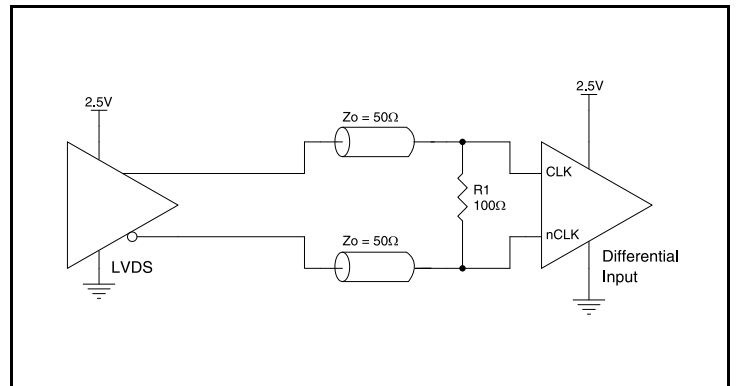 2.5V
2.5V
Zo = 50Ω
CLK
R1
100Ω
nCLK
Zo = 50Ω
LVDS
Differential
Input